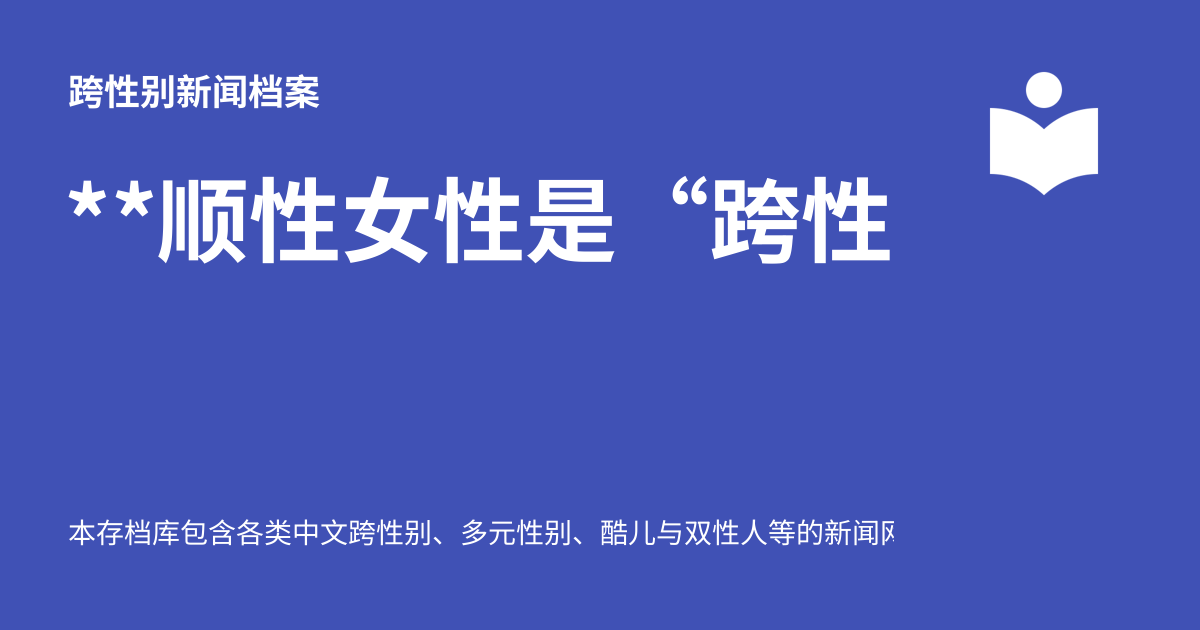 跨性别新闻档案
**顺性女性是“跨性
本存档库包含各类中文跨性别、多元性别、酷儿与双性人等的新闻